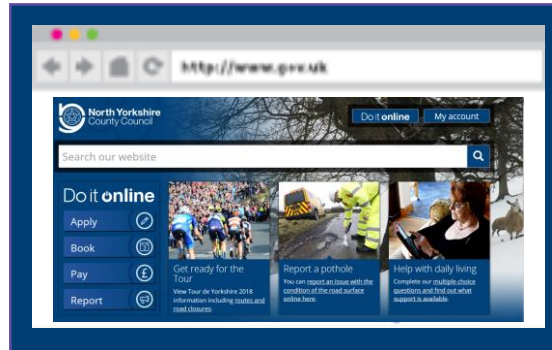 http://www.gov.uk
North Yorkshire
County Council
Do it online
My account
Search our website
Do it online
Apply
Book
Pay
Report
Get ready for the
Tour
View Tour de Yorkshire 2018
information including routes and
road closures.
Report a pothole
You can report an issue with the
condition of the road surface
online here.
Help with daily living
Complete our multiple choice
questions and find out what
support is available.